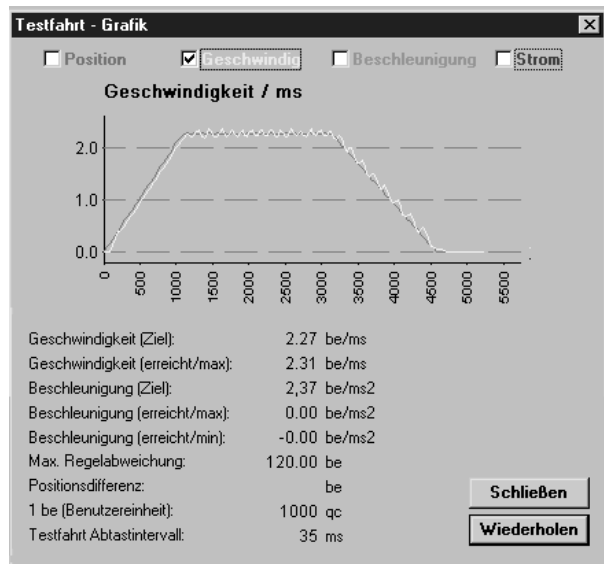 Testfahrt - Grafik
Position Geschwindig Beschleunigung Strom
Geschwindigkeit / ms
2.0
1.0
0.0
0 500 1000 1500 2000 2500 3000 3500 4000 4500 5000 5500
Geschwindigkeit (Ziel): 2.27 be/ms
Geschwindigkeit (erreicht/max): 2.31 be/ms
Beschleunigung (Ziel): 2,37 be/ms2
Beschleunigung (erreicht/max): 0.00 be/ms2
Beschleunigung (erreicht/min): -0.00 be/ms2
Max. Regelabweichung: 120.00 be
Positionsdifferenz: be
1 be (Benutzereinheit): 1000 qc
Testfahrt Abtastintervall: 35 ms
Schließen
Wiederholen